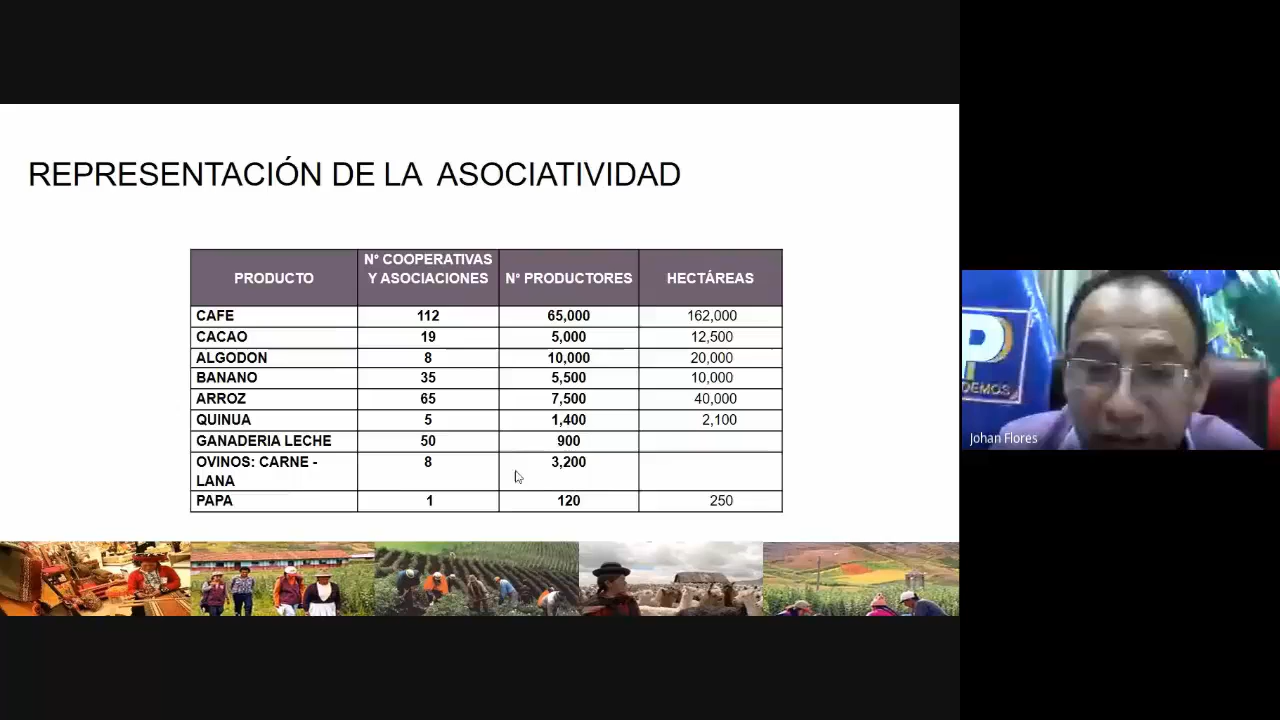 REPRESENTACIÓN DE LA ASOCIATIVIDAD
PRODUCTO
N° COOPERATIVAS
Y ASOCIACIONES
N° PRODUCTORES
HECTÁREAS
CAFE 112 65,000 162,000
CACAO 19 5,000 12,500
ALGODON 8 10,000 20,000
BANANO 35 5,500 10,000
ARROZ 65 7,500 40,000
QUINUA 5 1,400 2,100
GANADERIA LECHE 50 900
OVINOS: CARNE - 8 3,200
LANA
PAPA 1 120 250
P
DEMOS
Johan Flores